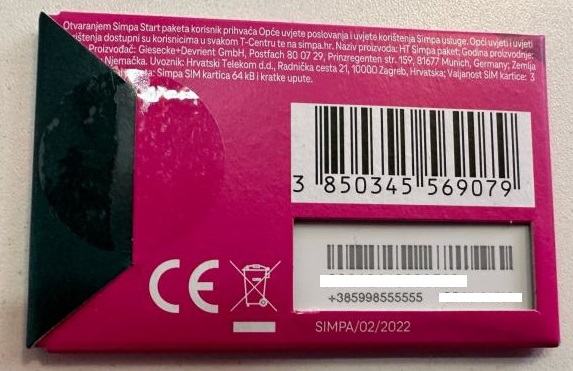 Otvaranjem Simpa Start paketa korisnik prihvaća Opće uvjete poslovanja i uvjete korištenja Simpa usluge. Opći uvjeti i uvjeti
dostupni su korisnicima u svakom T-Centru te na simpa.hr. Naziv proizvoda: HT Simpa paket; Godina proizvodnje:
Proizvođač: Giesecke+Devrient GmbH, Postfach 80 07 29, Prinzregenten str. 159, 81677 Munich, Germany; Zemlja
Njemačka. Uvoznik: Hrvatski Telekom d.d., Radnička cesta 21, 10000 Zagreb, Hrvatska; Valjanost SIM kartice: 3
Simpa SIM kartica 64 kB i kratke upute.
3 850345 569079
+385998555555
CE
SIMPA/02/2022